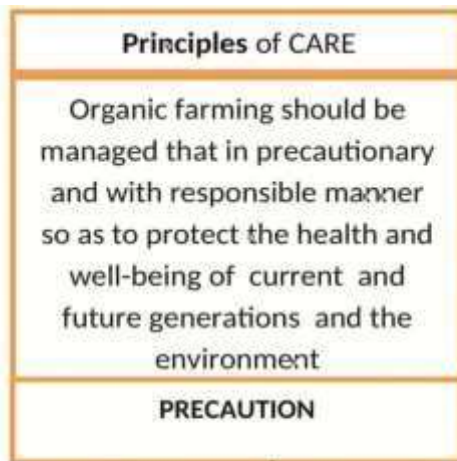 Principles of CARE
Organic farming should be
managed that in precautionary
and with responsible manner
so as to protect the health and
well-being of current and
future generations and the
environment
PRECAUTION